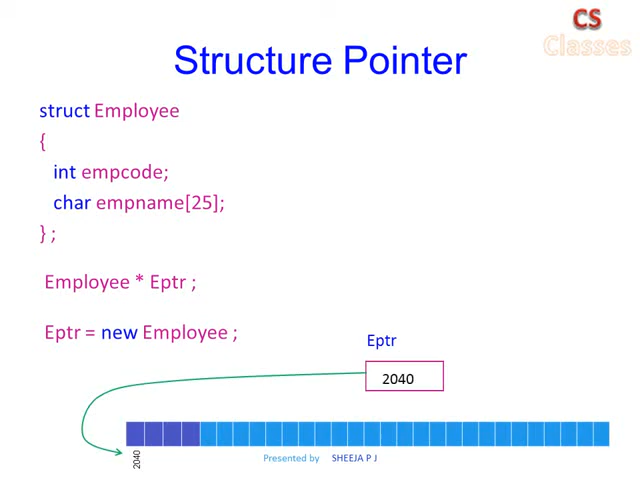 CS
Classes
Structure Pointer
struct Employee
{
int empcode;
char empname[25];
} ;
Employee * Eptr ;
Eptr = new Employee ;
Eptr
2040
2040
Presented by SHEEJA P J